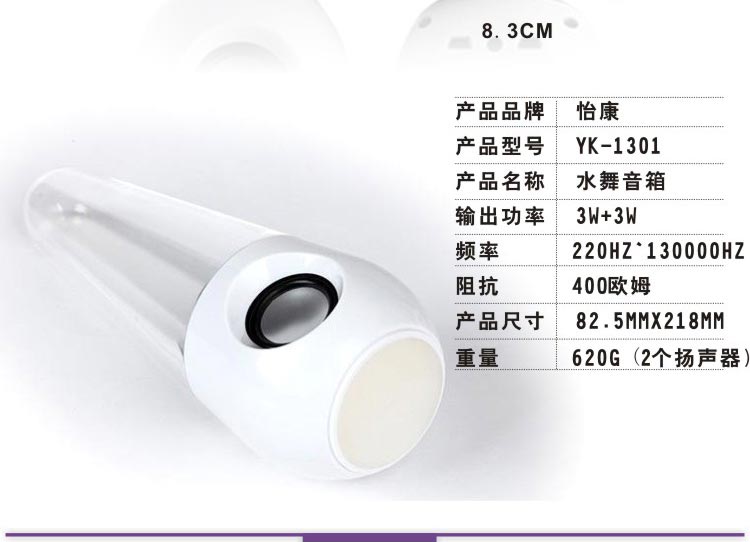 8.3CM
产品品牌 怡康
产品型号 YK-1301
产品名称 水舞音箱
输出功率 3W+3W
频率 220HZ`130000HZ
阻抗 400欧姆
产品尺寸 82.5MMX218MM
重量 620G (2个扬声器)